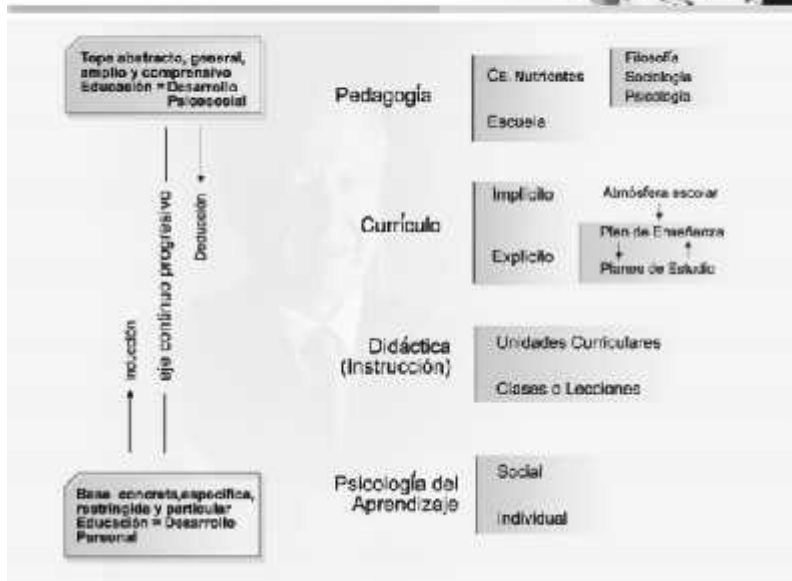 Tope abstracto, general,
amplio y comprensivo
Educación = Desarrollo
Psicosocial
Deducción
eje continuo progresivo
Inducción
Base concreta,específica,
restringida y particular
Educación = Desarrollo
Personal
Pedagogía
Cs. Nutrientes
Escuela
Filosofía
Sociología
Psicología
Currículo
Implícito
Explícito
Atmósfera escolar
Plan de Enseñanza
Planes de Estudio
Didáctica
(Instrucción)
Unidades Curriculares
Clases o Lecciones
Psicología del
Aprendizaje
Social
Individual